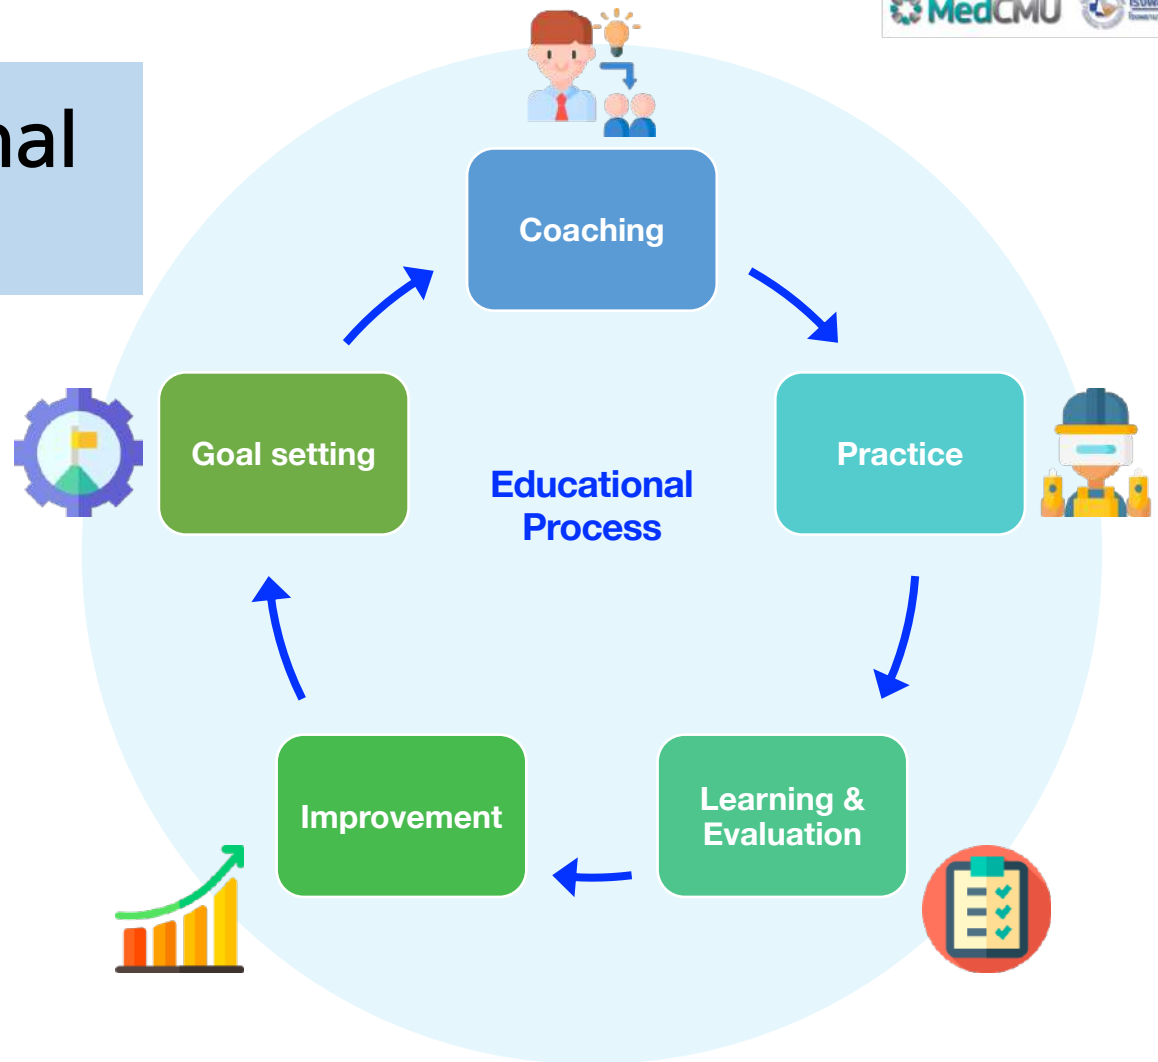 MedCMU
nal
Coaching
Goal setting
Practice
Educational
Process
Improvement
Learning &
Evaluation